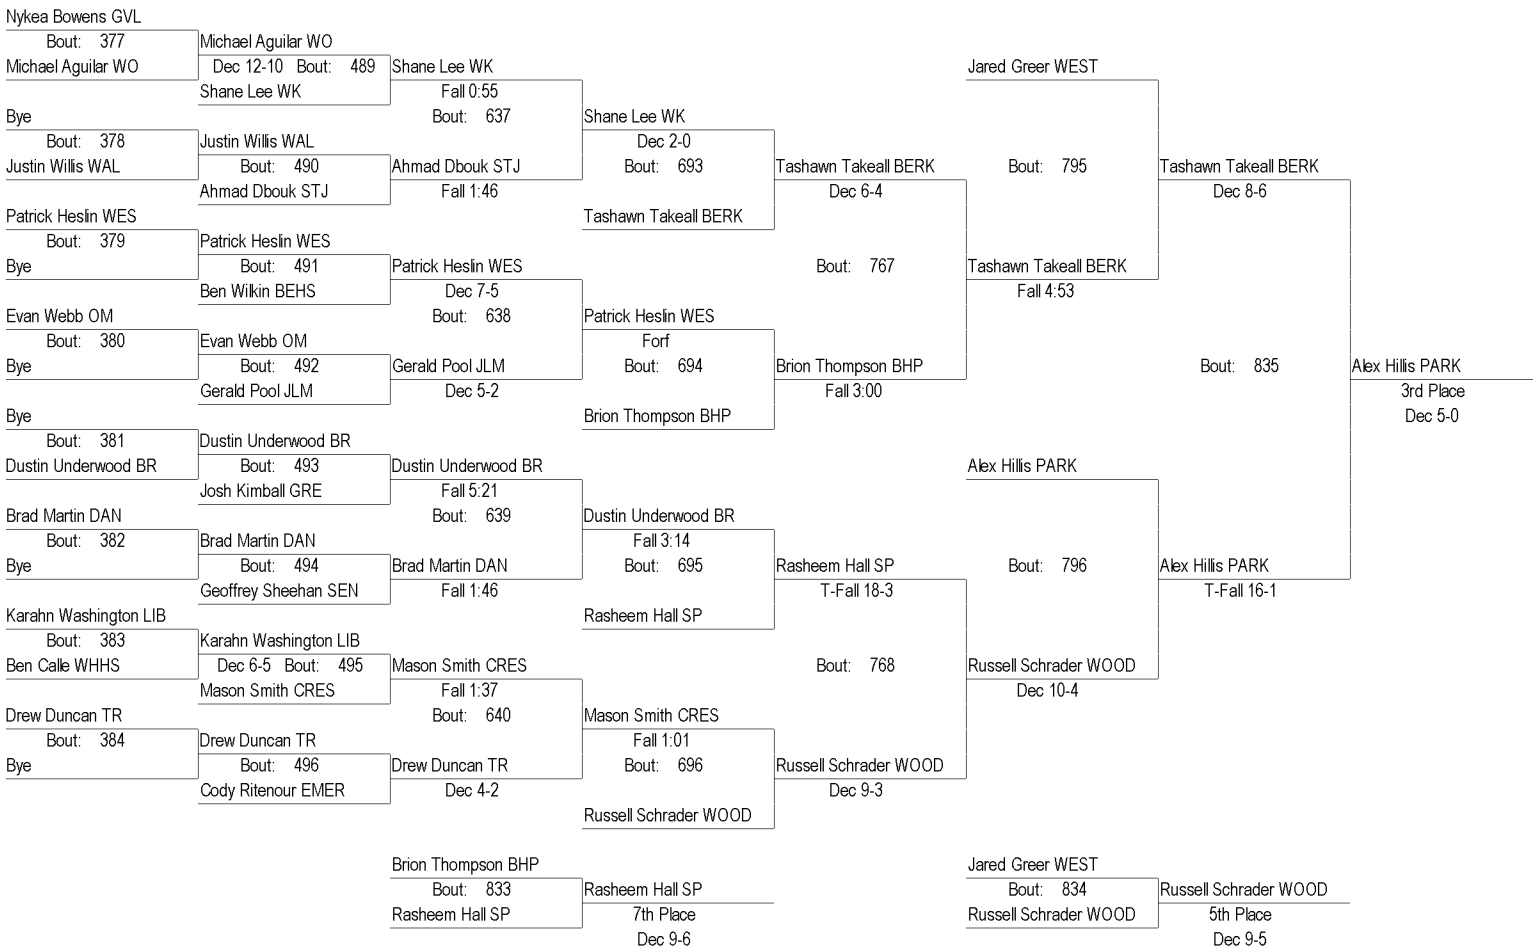 Nykea Bowens GVL
Bout: 377
Michael Aguilar WO
Bye
Bout: 378
Justin Willis WAL
Patrick Heslin WES
Bout: 379
Bye
Evan Webb OM
Bout: 380
Bye
Bye
Bout: 381
Dustin Underwood BR
Brad Martin DAN
Bout: 382
Bye
Karahn Washington LIB
Bout: 383
Ben Calle WHHS
Drew Duncan TR
Bout: 384
Bye
Michael Aguilar WO
Dec 12-10 Bout: 489
Shane Lee WK
Justin Willis WAL
Bout: 490
Ahmad Dbouk STJ
Patrick Heslin WES
Bout: 491
Ben Wilkin BEHS
Evan Webb OM
Bout: 492
Gerald Pool JLM
Dustin Underwood BR
Bout: 493
Josh Kimball GRE
Brad Martin DAN
Bout: 494
Geoffrey Sheehan SEN
Karahn Washington LIB
Dec 6-5 Bout: 495
Mason Smith CRES
Drew Duncan TR
Bout: 496
Cody Ritenour EMER
Shane Lee WK
Fall 0:55
Bout: 637
Ahmad Dbouk STJ
Fall 1:46
Patrick Heslin WES
Dec 7-5
Bout: 638
Gerald Pool JLM
Dec 5-2
Dustin Underwood BR
Fall 5:21
Bout: 639
Brad Martin DAN
Fall 1:46
Mason Smith CRES
Fall 1:37
Bout: 640
Drew Duncan TR
Dec 4-2
Shane Lee WK
Dec 2-0
Bout: 693
Tashawn Takeall BERK
Patrick Heslin WES
Forf
Bout: 694
Brion Thompson BHP
Dustin Underwood BR
Fall 3:14
Bout: 695
Rasheem Hall SP
Mason Smith CRES
Fall 1:01
Bout: 696
Russell Schrader WOOD
Tashawn Takeall BERK
Dec 6-4
Bout: 767
Brion Thompson BHP
Fall 3:00
Rasheem Hall SP
T-Fall 18-3
Bout: 768
Russell Schrader WOOD
Dec 9-3
Jared Greer WEST
Bout: 795
Tashawn Takeall BERK
Fall 4:53
Alex Hillis PARK
Bout: 796
Russell Schrader WOOD
Dec 10-4
Tashawn Takeall BERK
Dec 8-6
Bout: 835
Alex Hillis PARK
T-Fall 16-1
Alex Hillis PARK
3rd Place
Dec 5-0
Brion Thompson BHP
Bout: 833
Rasheem Hall SP
Rasheem Hall SP
7th Place
Dec 9-6
Jared Greer WEST
Bout: 834
Russell Schrader WOOD
Russell Schrader WOOD
5th Place
Dec 9-5